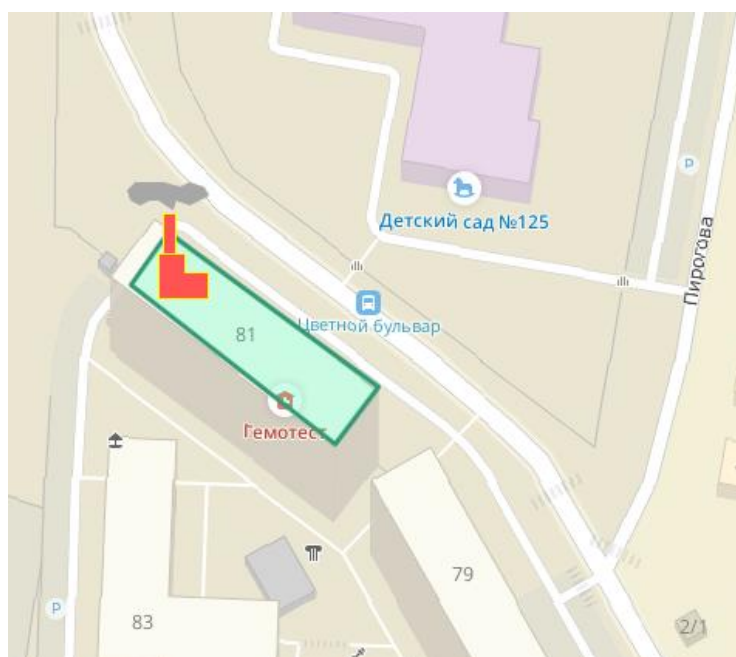 P
Детский сад №125
Пирогова
81
Цветной бульвар
Гемотест
79
83
P
2/1